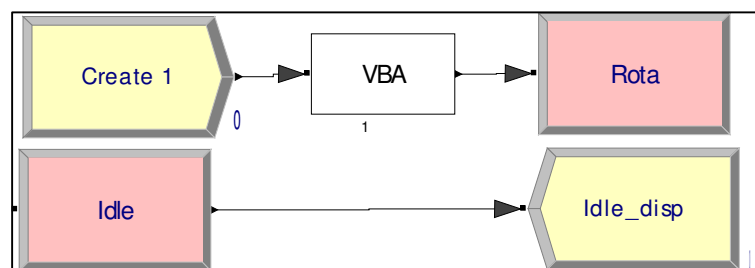 Create 1
VBA
Rota
0
1
Idle
Idle_disp